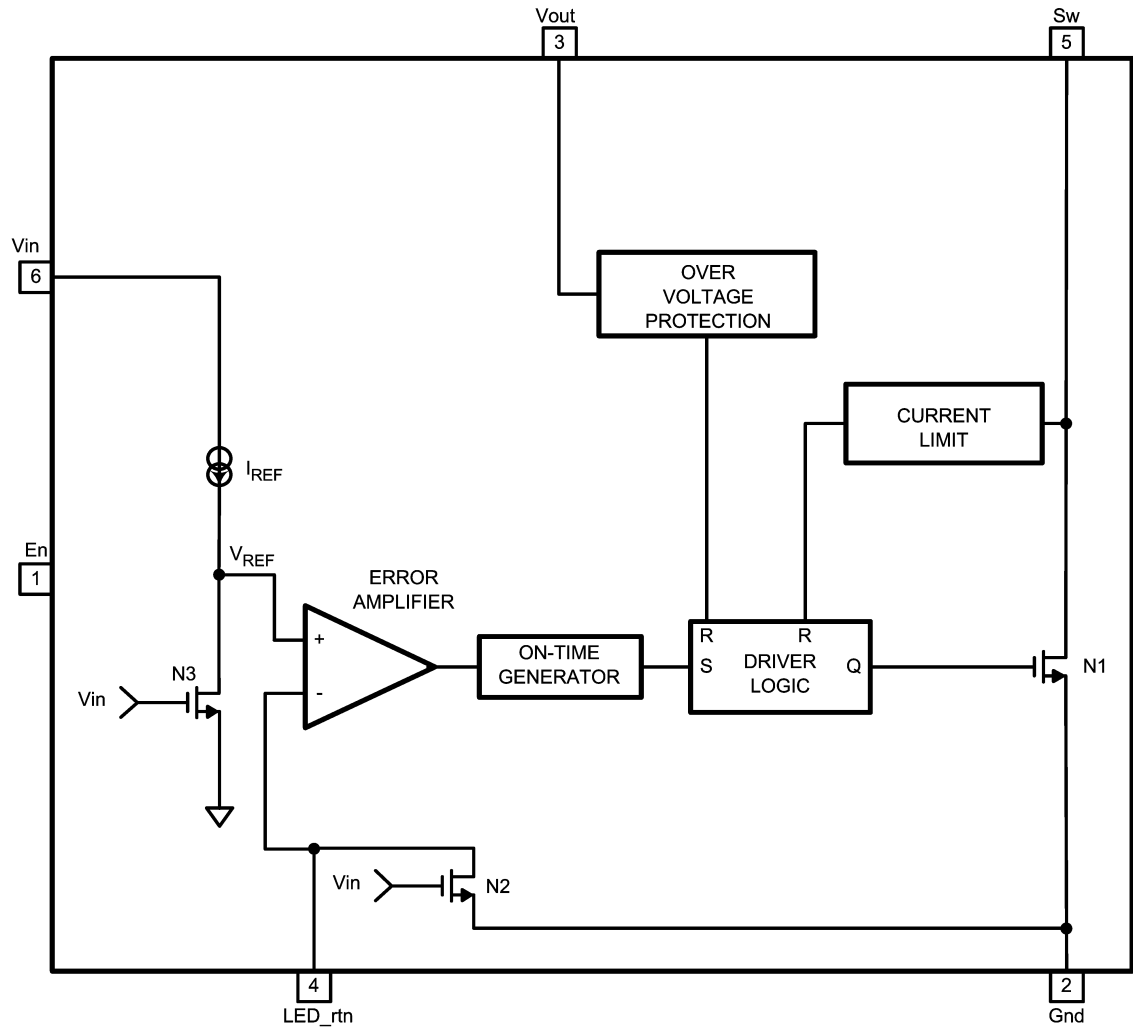 Vout
3
Sw
5
Vin
6
OVER
VOLTAGE
PROTECTION
CURRENT
LIMIT
IREF
En
1
VREF
ERROR
AMPLIFIER
+
-
ON-TIME
GENERATOR
R
R
S
DRIVER
LOGIC
Q
N1
N3
Vin
Vin
N2
4
LED_rtn
2
Gnd